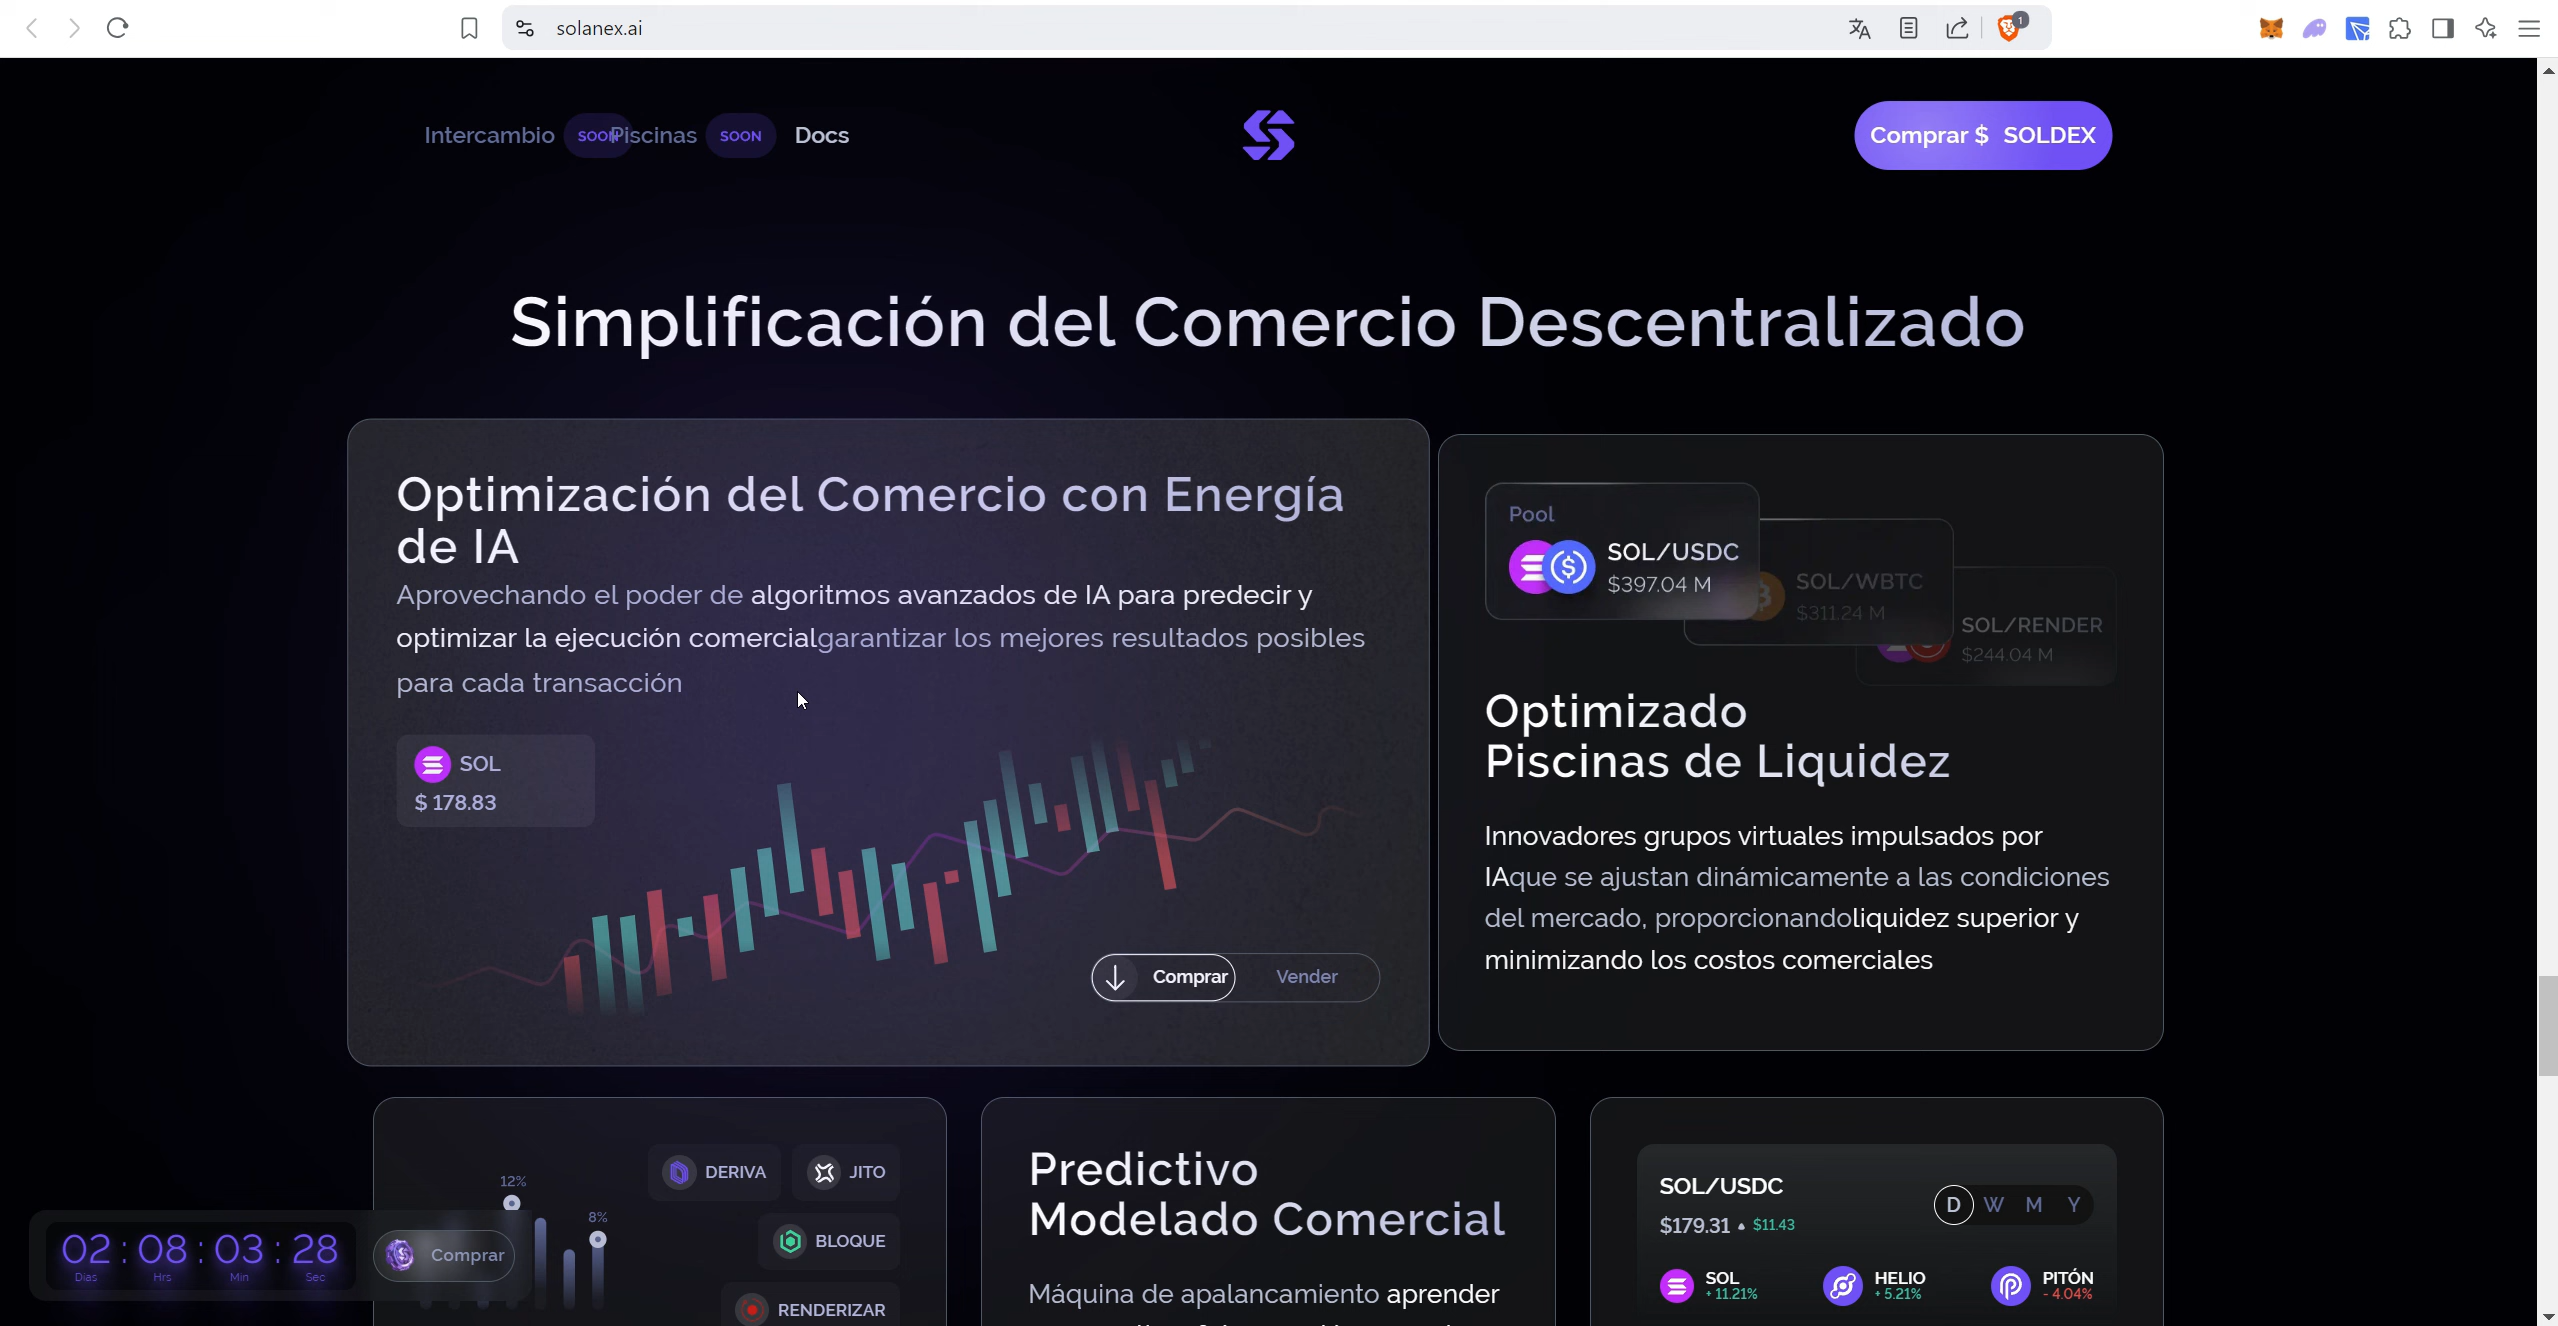 solanex.ai
1
Intercambio SOON Piscinas SOON Docs
Comprar $ SOLDEX
Simplificación del Comercio Descentralizado
Optimización del Comercio con Energía
de IA
Aprovechando el poder de algoritmos avanzados de IA para predecir y
optimizar la ejecución comercialgarantizar los mejores resultados posibles
para cada transacción
SOL
$ 178.83
Comprar
Vender
Pool
SOL/USDC
$397.04 M
SOL/WBTC
$311.24 M
SOL/RENDER
$244.04 M
Optimizado
Piscinas de Liquidez
Innovadores grupos virtuales impulsados por
IAque se ajustan dinámicamente a las condiciones
del mercado, proporcionandoliquidez superior y
minimizando los costos comerciales
12%
8%
DERIVA
JITO
BLOQUE
RENDERIZAR
02 : 08 : 03 : 28
Días Hrs Min Sec
Comprar
Predictivo
Modelado Comercial
Máquina de apalancamiento aprender
SOL/USDC
$179.31 $11.43
D W M Y
SOL
+ 11.21%
HELIO
+ 5.21%
PITÓN
- 4.04%